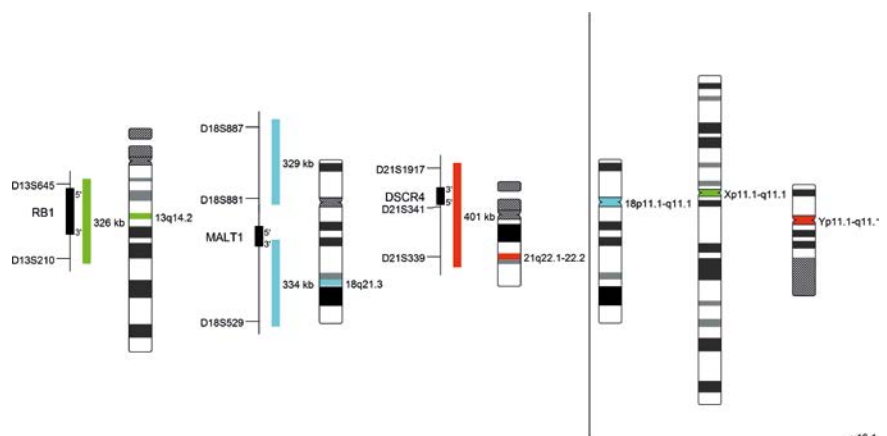 D13S645
5'
RB1
326 kb
13q14.2
3'
D13S210
D18S887
329 kb
D18S881
5'
MALT1
3'
334 kb
18q21.3
D18S529
D21S1917
3'
DSCR4
5'
D21S341
401 kb
D21S339
21q22.1-22.2
18p11.1-q11.1
Xp11.1-q11.1